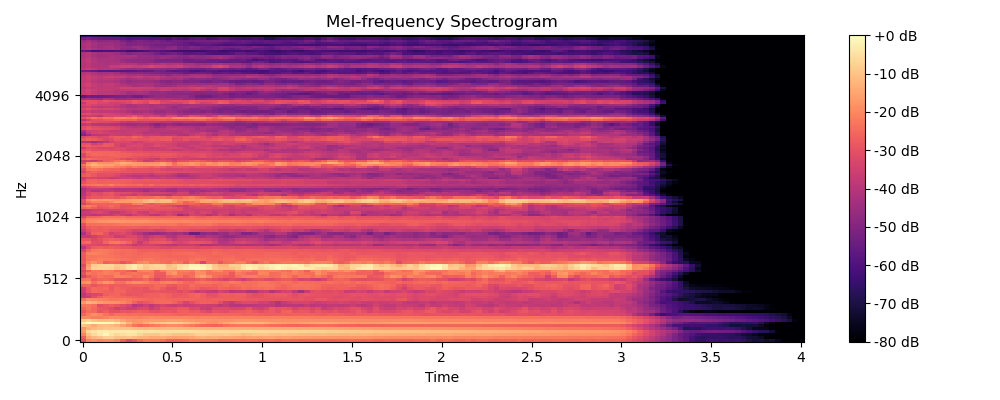 Mel-frequency Spectrogram
+0 dB
-10 dB
-20 dB
-30 dB
-40 dB
-50 dB
-60 dB
-70 dB
-80 dB
4096
2048
1024
512
0
Hz
0 0.5 1 1.5 2 2.5 3 3.5 4
Time